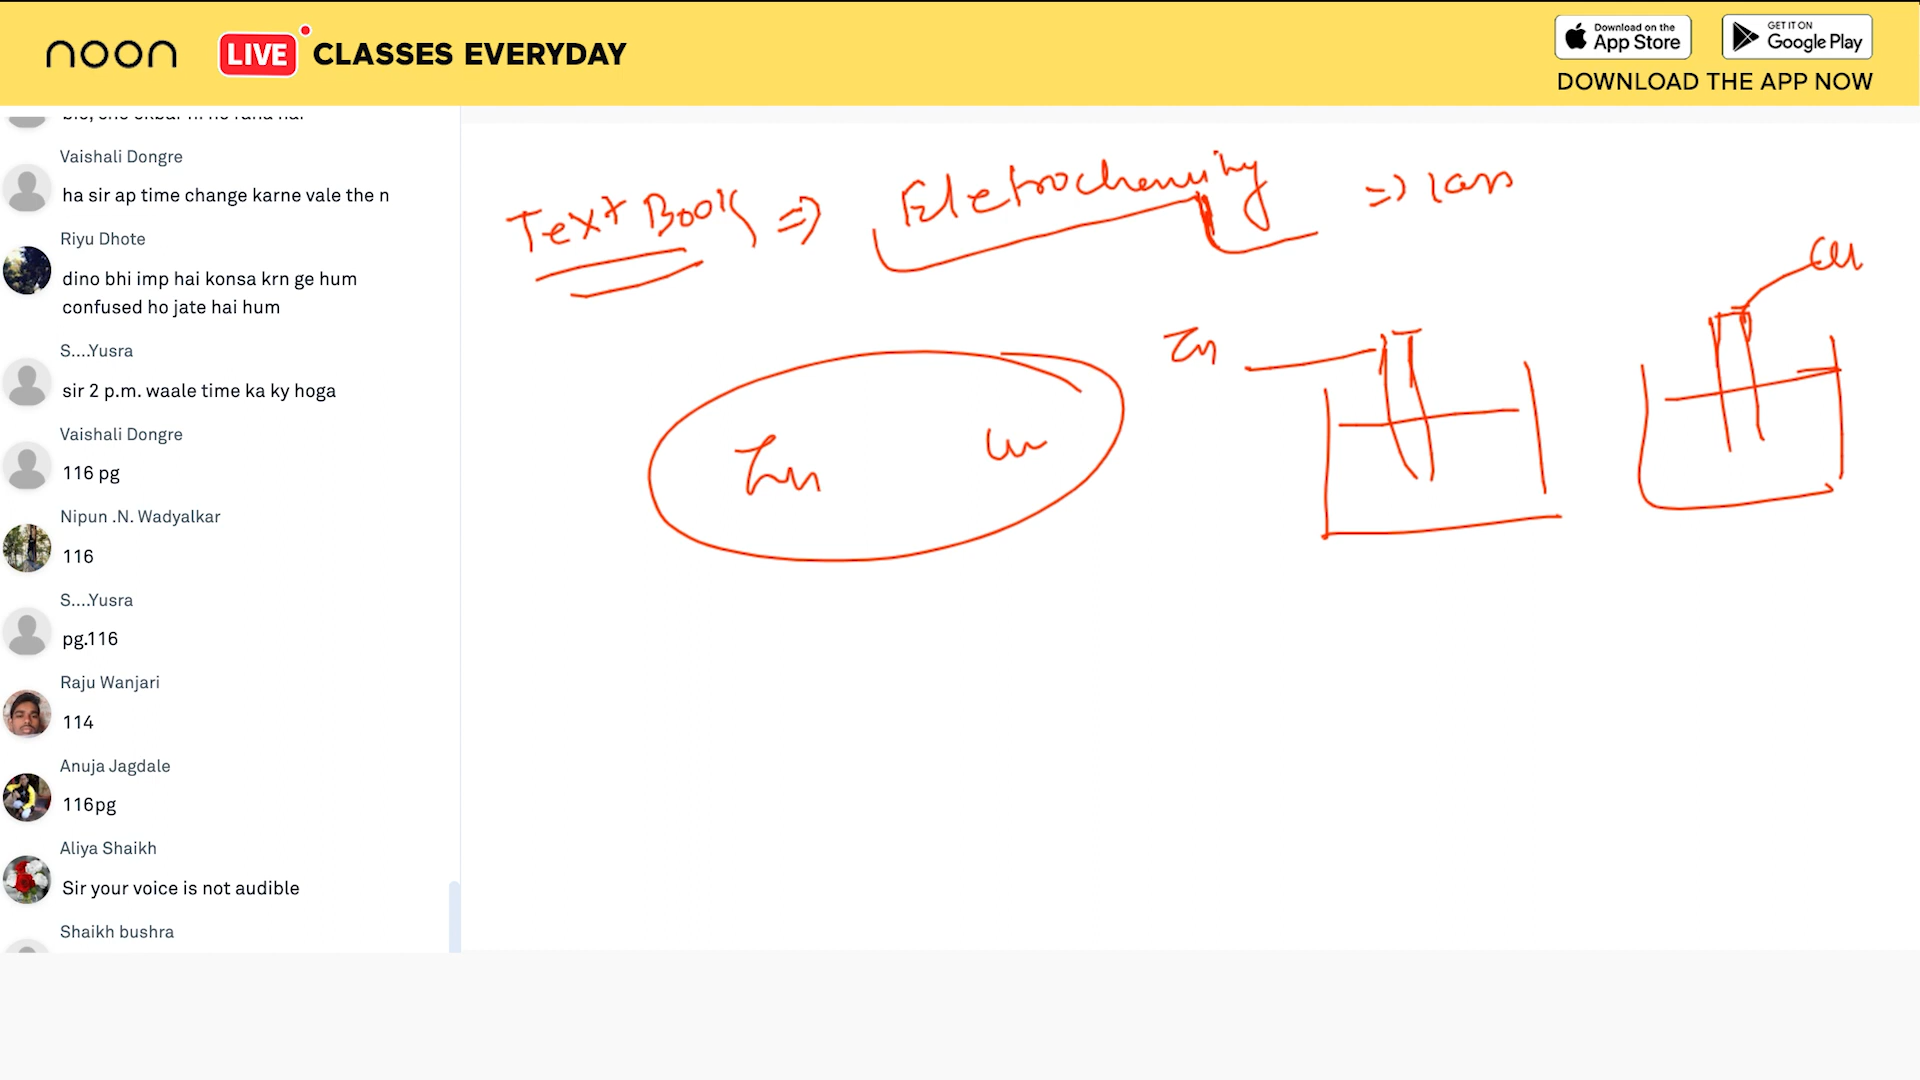 noon LIVE CLASSES EVERYDAY
Download on the App Store
GET IT ON Google Play
DOWNLOAD THE APP NOW
Vaishali Dongre
ha sir ap time change karne vale the n
Riyu Dhote
dino bhi imp hai konsa krn ge hum
confused ho jate hai hum
S....Yusra
sir 2 p.m. waale time ka ky hoga
Vaishali Dongre
116 pg
Nipun .N. Wadyalkar
116
S....Yusra
pg.116
Raju Wanjari
114
Anuja Jagdale
116pg
Aliya Shaikh
Sir your voice is not audible
Shaikh bushra
Text Book ⇒ Eletrochemistry ⇒
Zn
Cu
Zn Cu